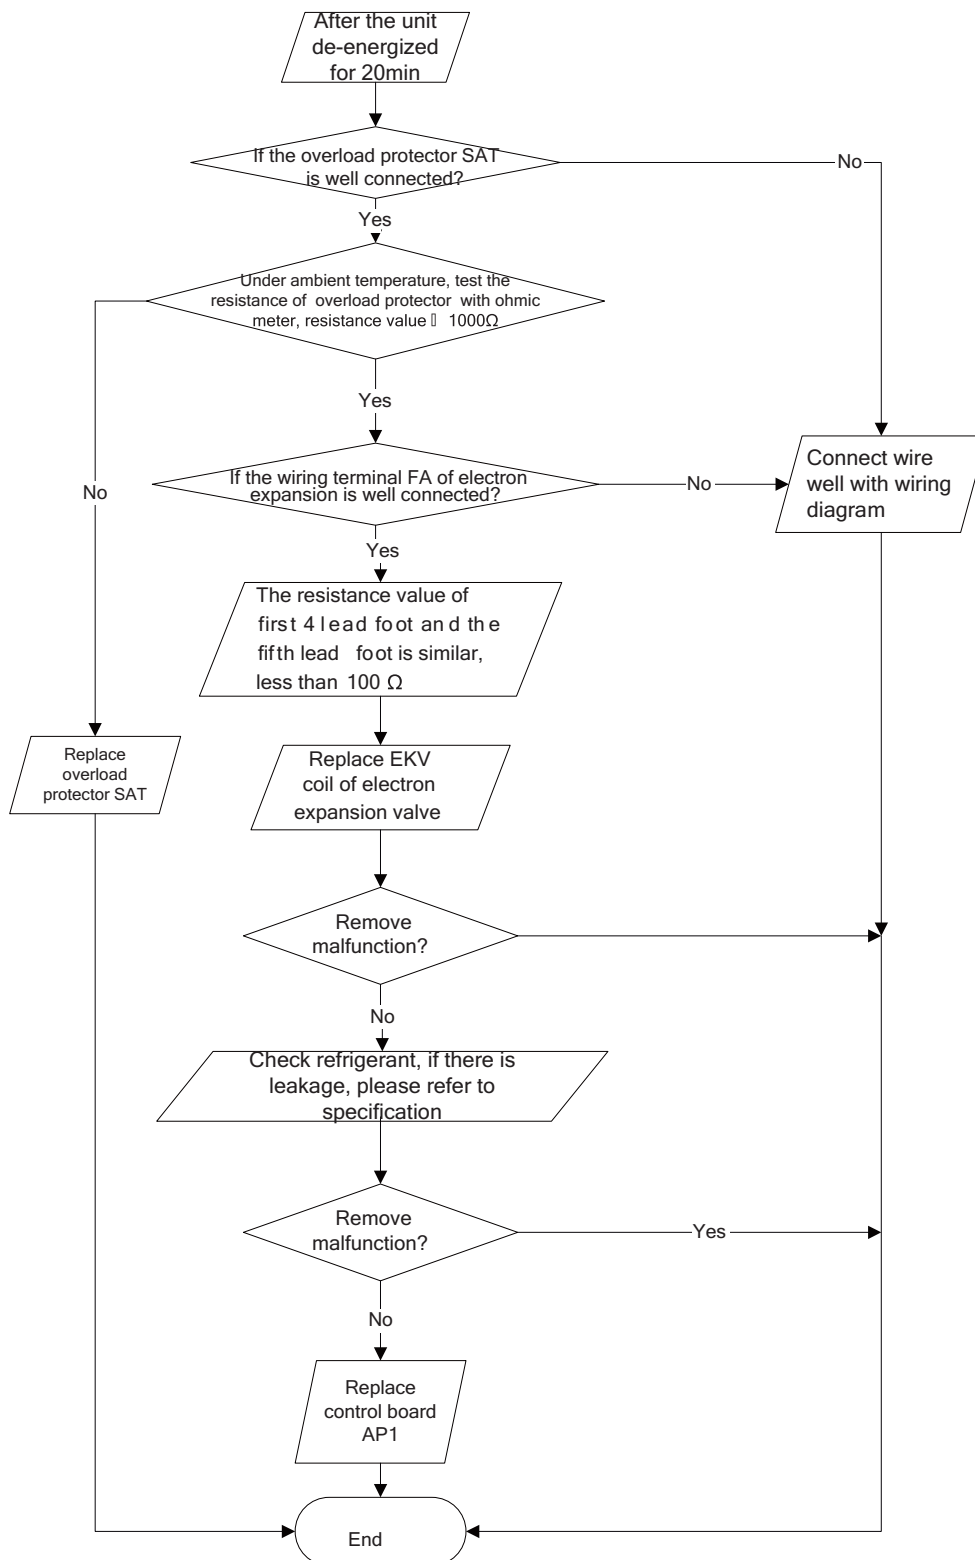 After the unit
de-energized
for 20min
If the overload protector SAT
is well connected?
No
Yes
Under ambient temperature, test the
resistance of overload protector with ohmic
meter, resistance value 1000Ω
Yes
If the wiring terminal FA of electron
expansion is well connected?
No
No
Connect wire
well with wiring
diagram
Yes
The resistance value of
first 4 lead foot and the
fifth lead foot is similar,
less than 100 Ω
Replace
overload
protector SAT
Replace EKV
coil of electron
expansion valve
Remove
malfunction?
No
Check refrigerant, if there is
leakage, please refer to
specification
Remove
malfunction?
Yes
No
Replace
control board
AP1
End